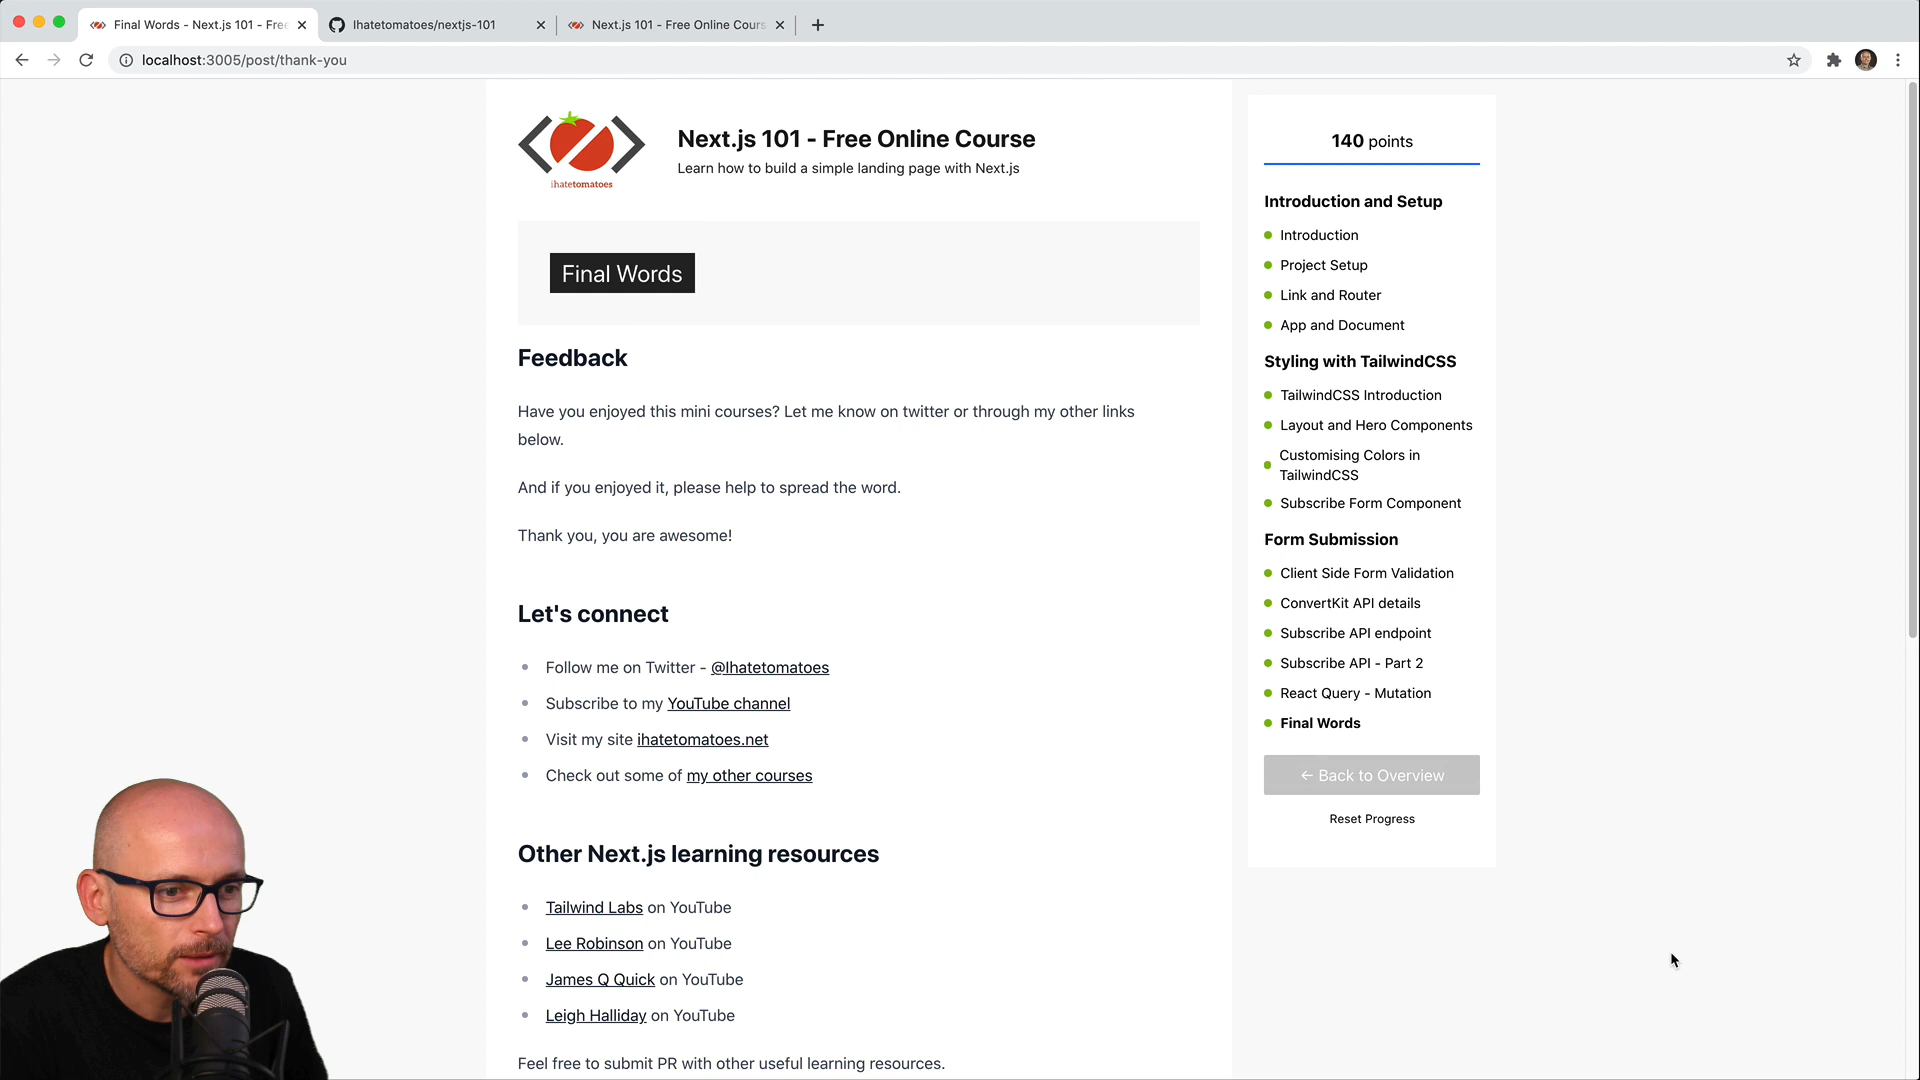 Final Words - Next.js 101 - Free
Ihatetomatoes/nextjs-101
Next.js 101 - Free Online Cours
localhost:3005/post/thank-you
ihatetomatoes
Next.js 101 - Free Online Course
Learn how to build a simple landing page with Next.js
Final Words
Feedback
Have you enjoyed this mini courses? Let me know on twitter or through my other links
below.
And if you enjoyed it, please help to spread the word.
Thank you, you are awesome!
Let's connect
Follow me on Twitter - @Ihatetomatoes
Subscribe to my YouTube channel
Visit my site ihatetomatoes.net
Check out some of my other courses
Other Next.js learning resources
Tailwind Labs on YouTube
Lee Robinson on YouTube
James Q Quick on YouTube
Leigh Halliday on YouTube
Feel free to submit PR with other useful learning resources.
140 points
Introduction and Setup
Introduction
Project Setup
Link and Router
App and Document
Styling with TailwindCSS
TailwindCSS Introduction
Layout and Hero Components
Customising Colors in
TailwindCSS
Subscribe Form Component
Form Submission
Client Side Form Validation
ConvertKit API details
Subscribe API endpoint
Subscribe API - Part 2
React Query - Mutation
Final Words
← Back to Overview
Reset Progress